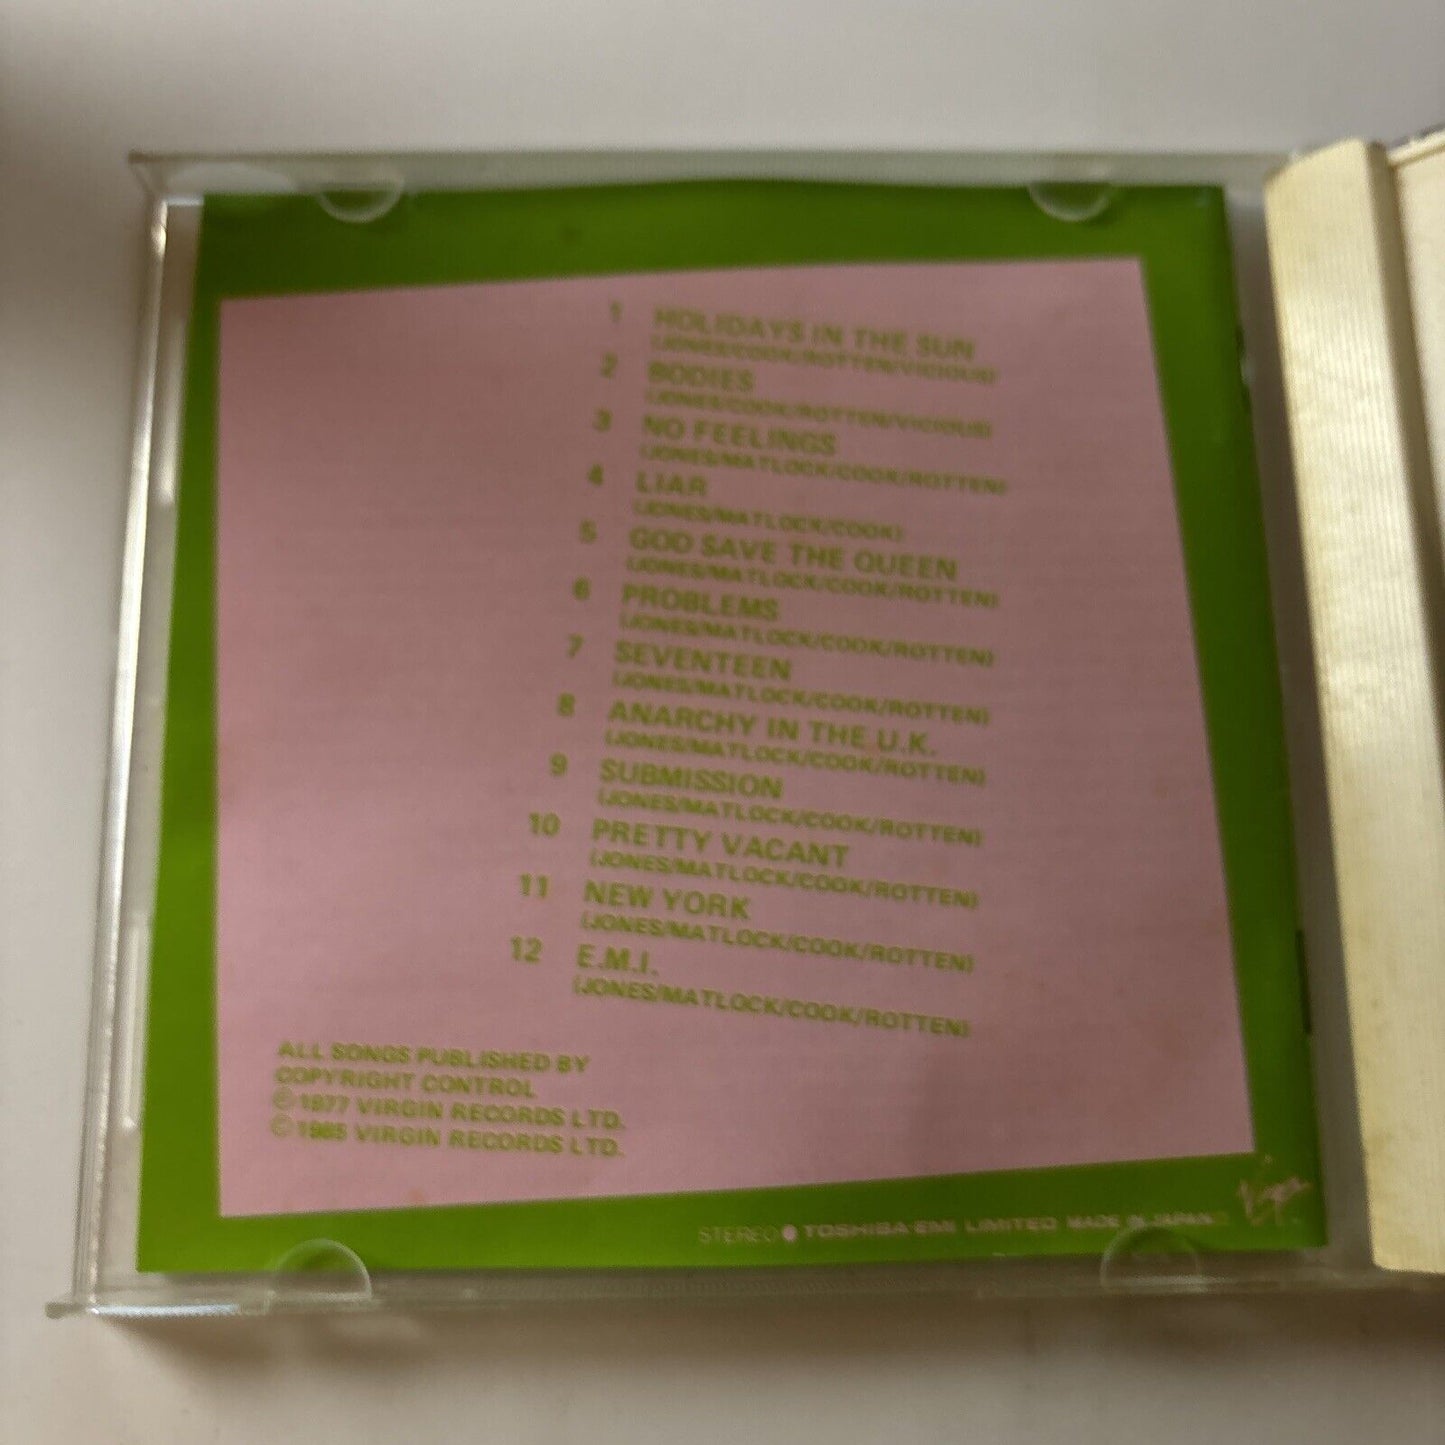 1 HOLIDAYS IN THE SUN
(JONES/COOK/ROTTEN/VICIOUS)
2 BODIES
(JONES/COOK/ROTTEN/VICIOUS)
3 NO FEELINGS
(JONES/MATLOCK/COOK/ROTTEN)
4 LIAR
(JONES/MATLOCK/COOK)
5 GOD SAVE THE QUEEN
(JONES/MATLOCK/COOK/ROTTEN)
6 PROBLEMS
(JONES/MATLOCK/COOK/ROTTEN)
7 SEVENTEEN
(JONES/MATLOCK/COOK/ROTTEN)
8 ANARCHY IN THE U.K.
(JONES/MATLOCK/COOK/ROTTEN)
9 SUBMISSION
(JONES/MATLOCK/COOK/ROTTEN)
10 PRETTY VACANT
(JONES/MATLOCK/COOK/ROTTEN)
11 NEW YORK
(JONES/MATLOCK/COOK/ROTTEN)
12 E.M.I.
(JONES/MATLOCK/COOK/ROTTEN)
ALL SONGS PUBLISHED BY
COPYRIGHT CONTROL
℗ 1977 VIRGIN RECORDS LTD.
© 1985 VIRGIN RECORDS LTD.
STEREO ● TOSHIBA EMI LIMITED MADE IN JAPAN
Virgin